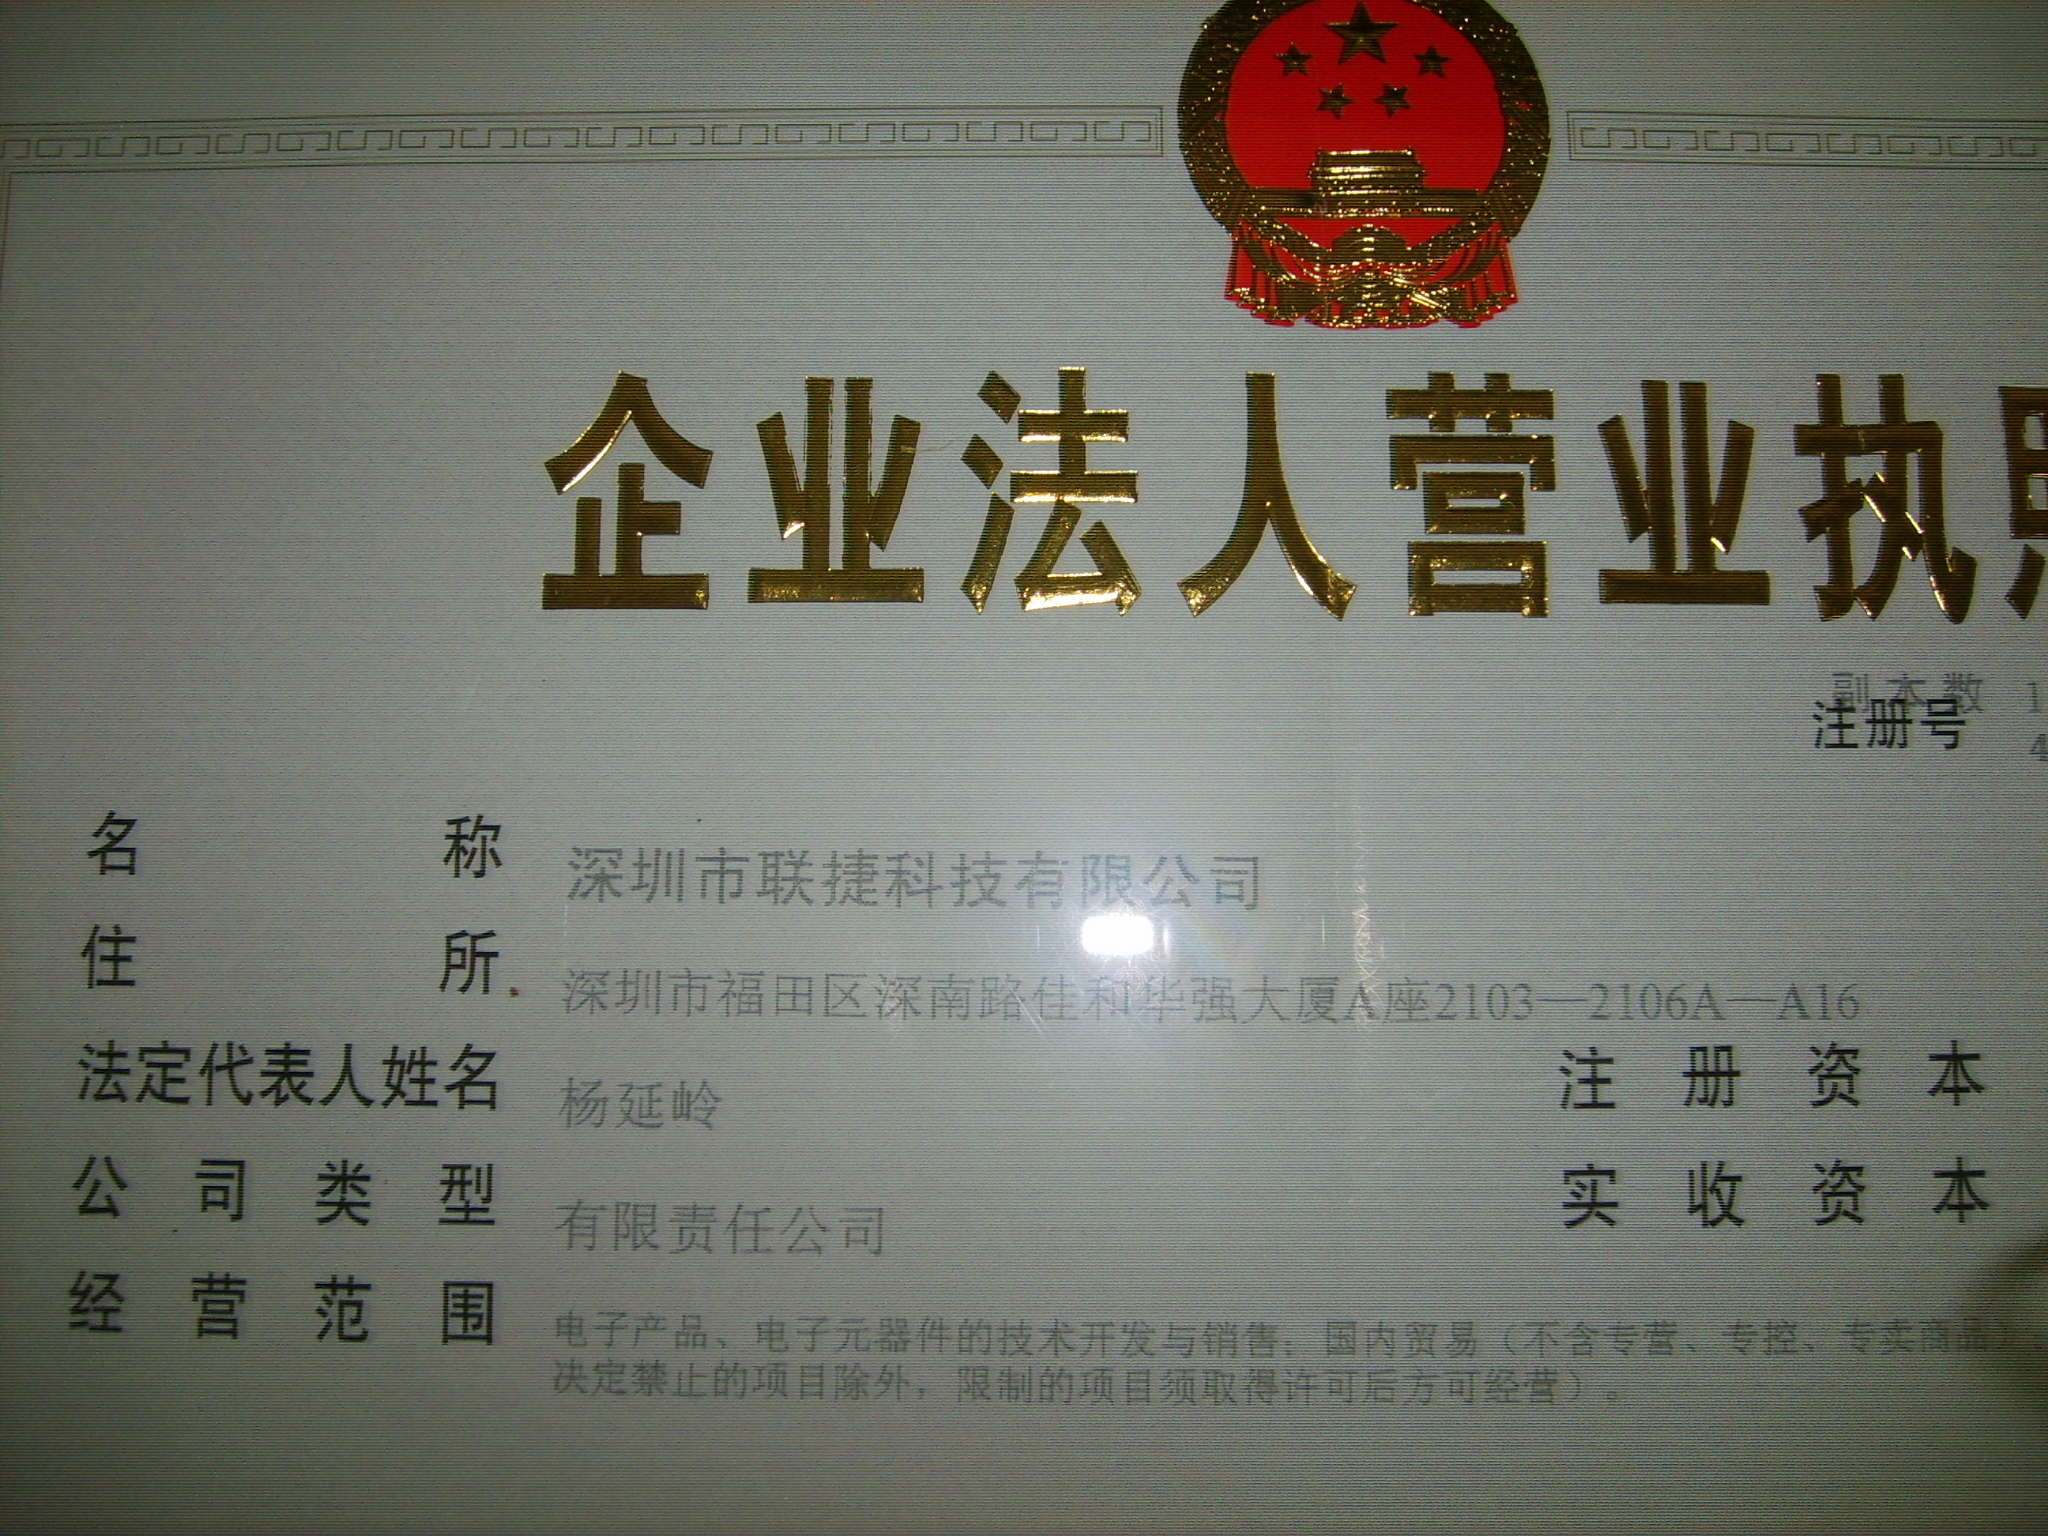 企业法人营业执照
副本数 1
注册号 4
名称 深圳市联捷科技有限公司
住所 深圳市福田区深南路佳和华强大厦A座2103—2106A—A16
法定代表人姓名 杨延岭 注册资本
公司类型 有限责任公司 实收资本
经营范围 电子产品、电子元器件的技术开发与销售；国内贸易（不含专营、专控、专卖商品）
决定禁止的项目除外，限制的项目须取得许可后方可经营）。